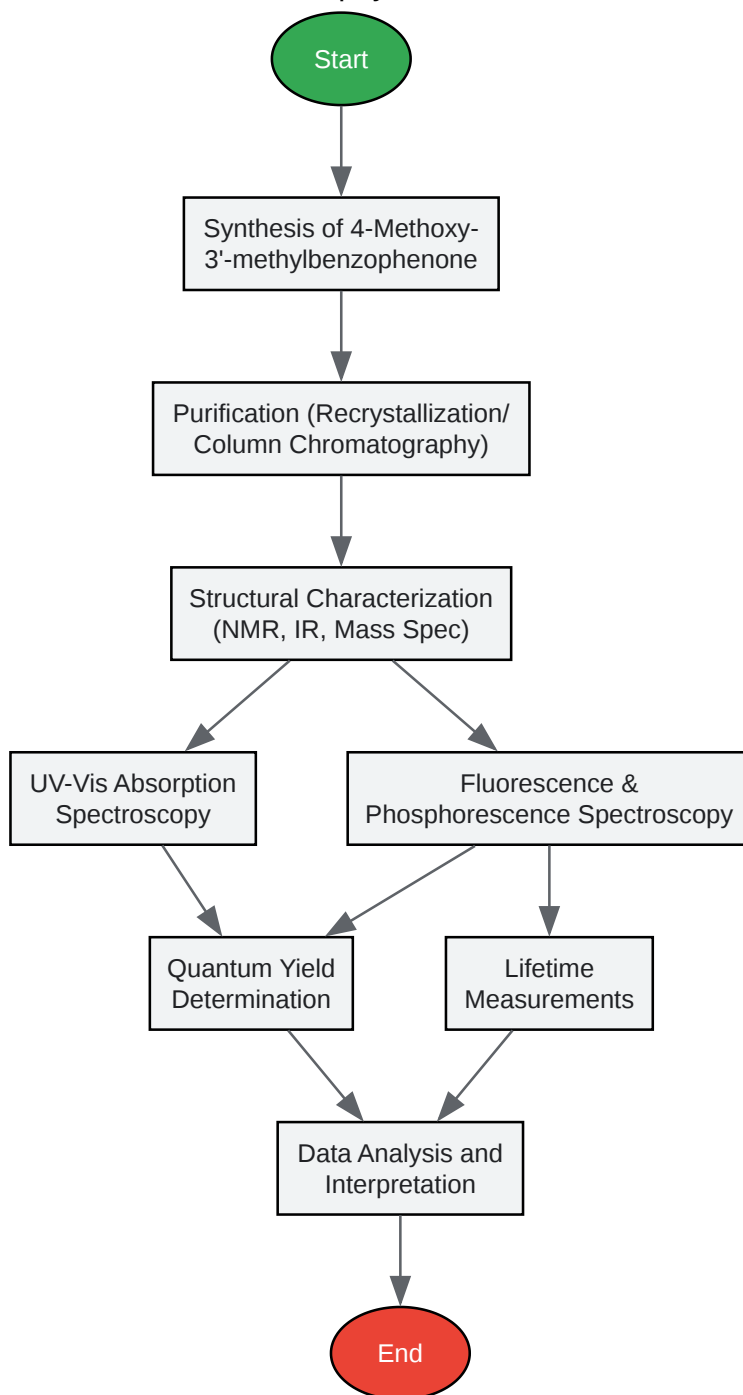 Start
Synthesis of 4-Methoxy-
3'-methylbenzophenone
Purification (Recrystallization/
Column Chromatography)
Structural Characterization
(NMR, IR, Mass Spec)
UV-Vis Absorption
Spectroscopy
Fluorescence &
Phosphorescence Spectroscopy
Quantum Yield
Determination
Lifetime
Measurements
Data Analysis and
Interpretation
End